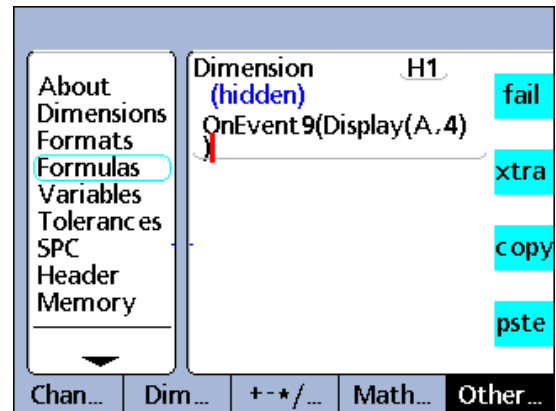 About
Dimensions
Formats
Formulas
Variables
Tolerances
SPC
Header
Memory
Dimension H1
(hidden)
OnEvent9(Display(A,4)
)
fail
xtra
copy
pste
Chan... Dim... +-*/... Math... Other...